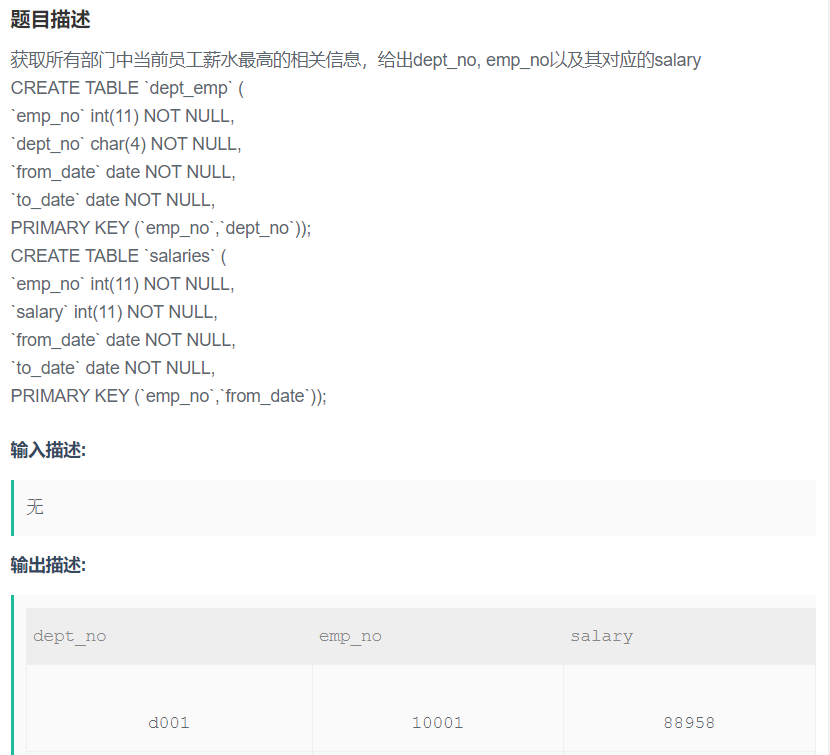 题目描述
获取所有部门中当前员工薪水最高的相关信息，给出dept_no, emp_no以及其对应的salary
CREATE TABLE `dept_emp` (
`emp_no` int(11) NOT NULL,
`dept_no` char(4) NOT NULL,
`from_date` date NOT NULL,
`to_date` date NOT NULL,
PRIMARY KEY (`emp_no`,`dept_no`));
CREATE TABLE `salaries` (
`emp_no` int(11) NOT NULL,
`salary` int(11) NOT NULL,
`from_date` date NOT NULL,
`to_date` date NOT NULL,
PRIMARY KEY (`emp_no`,`from_date`));
输入描述:
无
输出描述:
dept_no emp_no salary
d001 10001 88958